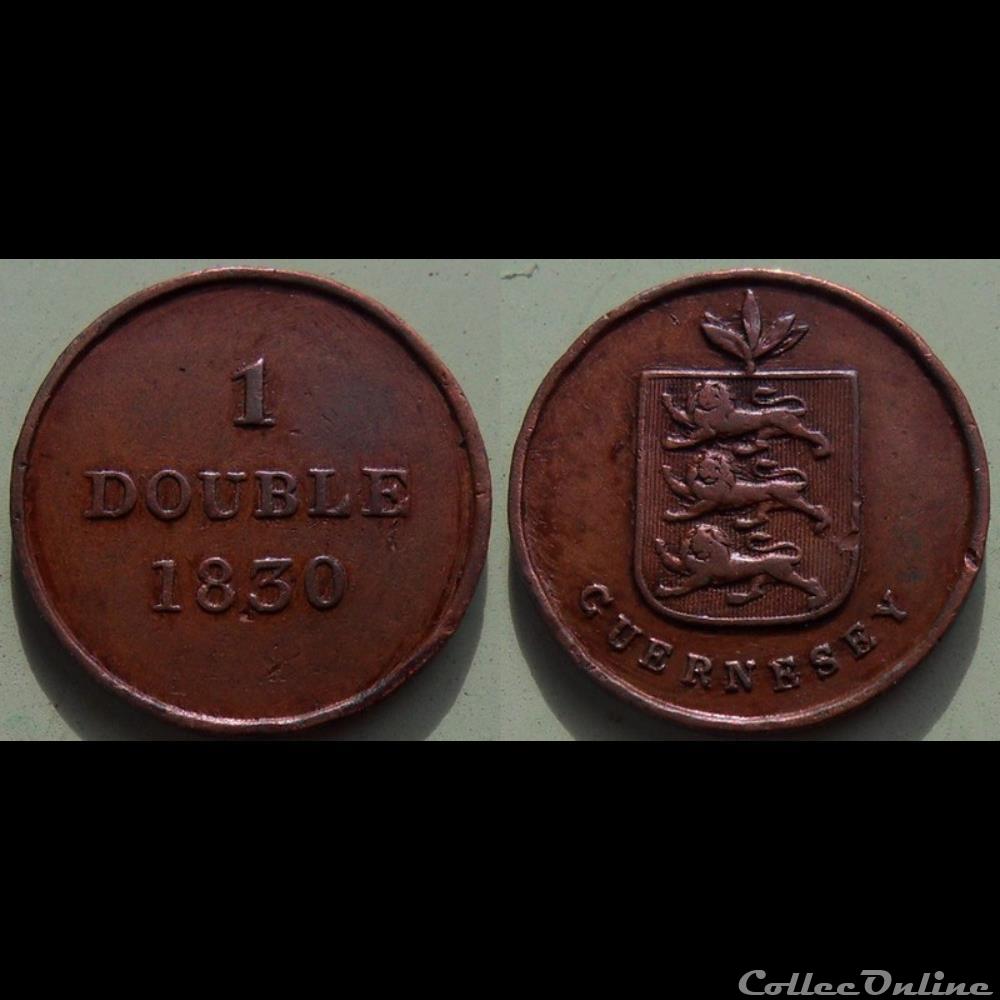 1
DOUBLE
1830
GUERNESEY
CollecOnline